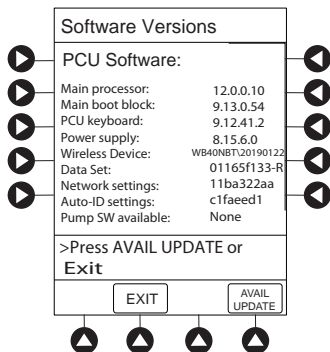 Software Versions
PCU Software:
Main processor: 12.0.0.10
Main boot block: 9.13.0.54
PCU keyboard: 9.12.41.2
Power supply: 8.15.6.0
Wireless Device: WB40NBT\20190122
Data Set: 01165f133-R
Network settings: 11ba322aa
Auto-ID settings: c1faeed1
Pump SW available: None
>Press AVAIL UPDATE or
Exit
EXIT
AVAIL
UPDATE